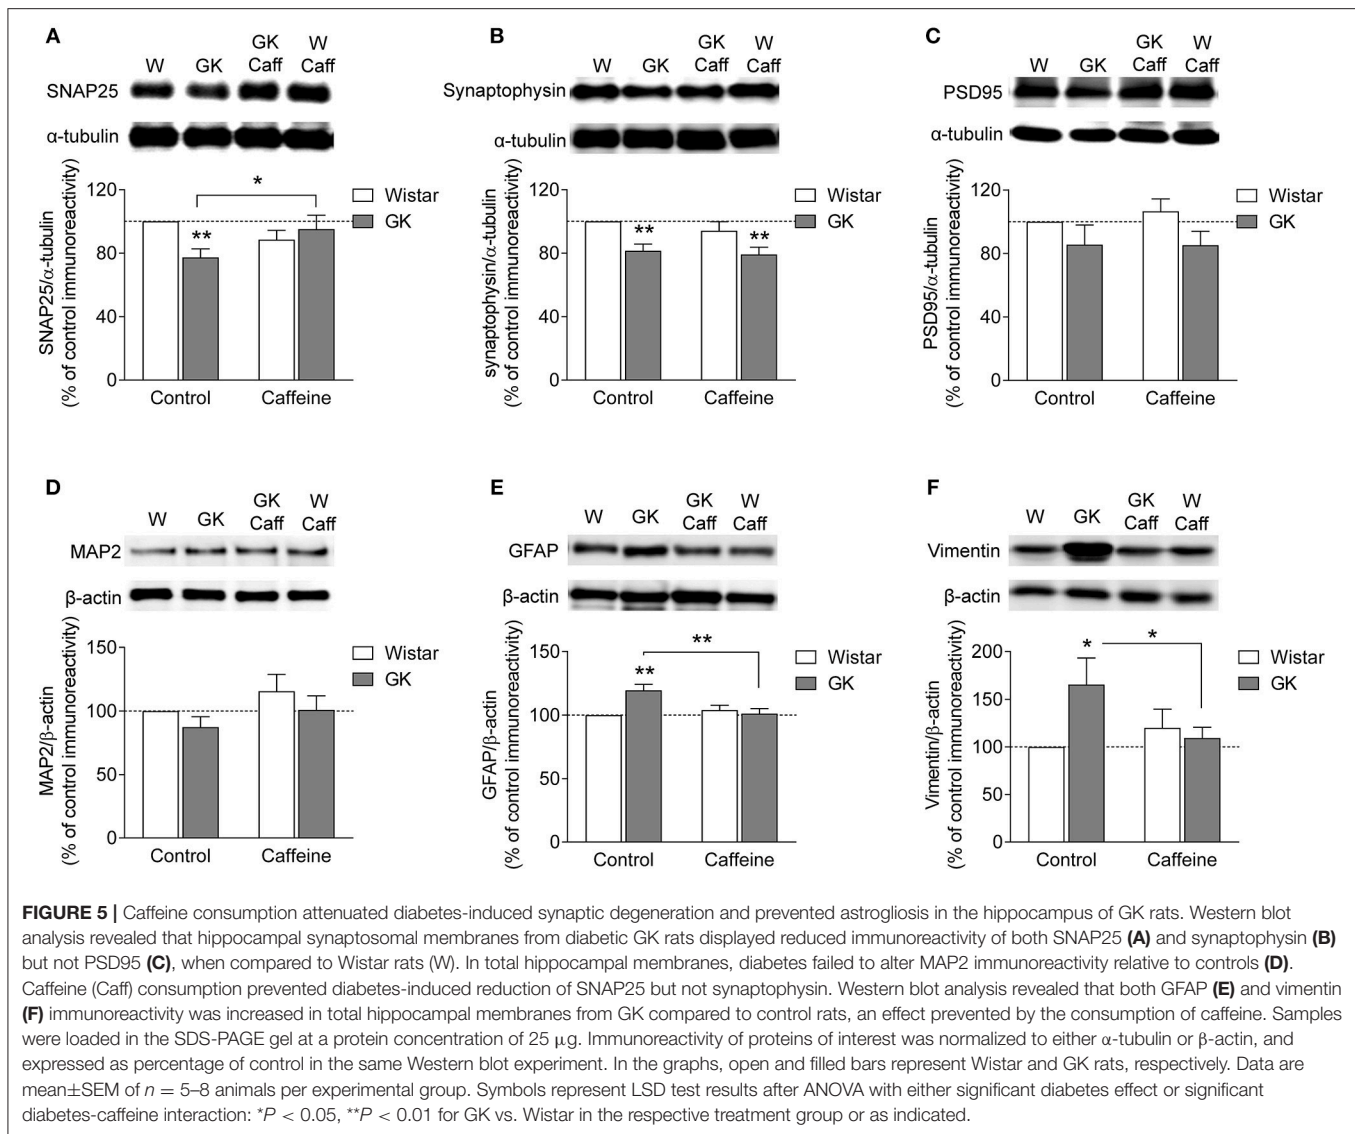 A
W GK GK Caff W Caff
SNAP25
α-tubulin
SNAP25/α-tubulin
(% of control immunoreactivity)
120
80
40
0
*
**
Wistar
GK
Control Caffeine
B
W GK GK Caff W Caff
Synaptophysin
α-tubulin
synaptophysin/α-tubulin
(% of control immunoreactivity)
120
80
40
0
** **
Wistar
GK
Control Caffeine
C
W GK GK Caff W Caff
PSD95
α-tubulin
PSD95/α-tubulin
(% of control immunoreactivity)
120
80
40
0
Wistar
GK
Control Caffeine
D
W GK GK Caff W Caff
MAP2
β-actin
MAP2/β-actin
(% of control immunoreactivity)
150
100
50
0
Wistar
GK
Control Caffeine
E
W GK GK Caff W Caff
GFAP
β-actin
GFAP/β-actin
(% of control immunoreactivity)
150
100
50
0
**
**
Wistar
GK
Control Caffeine
F
W GK GK Caff W Caff
Vimentin
β-actin
Vimentin/β-actin
(% of control immunoreactivity)
200
150
100
50
0
* *
Wistar
GK
Control Caffeine
FIGURE 5 | Caffeine consumption attenuated diabetes-induced synaptic degeneration and prevented astrogliosis in the hippocampus of GK rats. Western blot
analysis revealed that hippocampal synaptosomal membranes from diabetic GK rats displayed reduced immunoreactivity of both SNAP25 (A) and synaptophysin (B)
but not PSD95 (C), when compared to Wistar rats (W). In total hippocampal membranes, diabetes failed to alter MAP2 immunoreactivity relative to controls (D).
Caffeine (Caff) consumption prevented diabetes-induced reduction of SNAP25 but not synaptophysin. Western blot analysis revealed that both GFAP (E) and vimentin
(F) immunoreactivity was increased in total hippocampal membranes from GK compared to control rats, an effect prevented by the consumption of caffeine. Samples
were loaded in the SDS-PAGE gel at a protein concentration of 25 μg. Immunoreactivity of proteins of interest was normalized to either α-tubulin or β-actin, and
expressed as percentage of control in the same Western blot experiment. In the graphs, open and filled bars represent Wistar and GK rats, respectively. Data are
mean±SEM of n = 5–8 animals per experimental group. Symbols represent LSD test results after ANOVA with either significant diabetes effect or significant
diabetes-caffeine interaction: *P < 0.05, **P < 0.01 for GK vs. Wistar in the respective treatment group or as indicated.